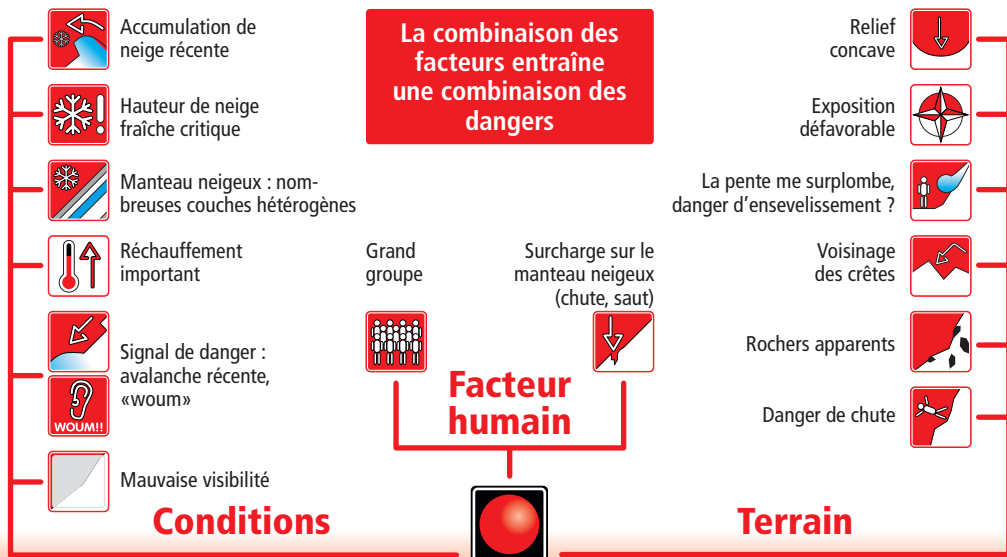 Accumulation de
neige récente
Hauteur de neige
fraîche critique
Manteau neigeux : nom-
breuses couches hétérogènes
Réchauffement
important
Signal de danger :
avalanche récente,
«woum»
WOUM!!
Mauvaise visibilité
Conditions
La combinaison des
facteurs entraîne
une combinaison des
dangers
Grand
groupe
Surcharge sur le
manteau neigeux
(chute, saut)
Facteur
humain
Relief
concave
Exposition
défavorable
La pente me surplombe,
danger d’ensevelissement ?
Voisinage
des crêtes
Rochers apparents
Danger de chute
Terrain